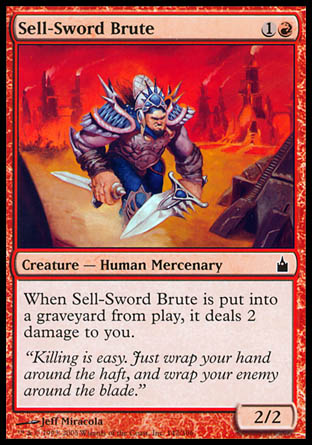 Sell-Sword Brute 1
Creature — Human Mercenary
When Sell-Sword Brute is put into
a graveyard from play, it deals 2
damage to you.
“Killing is easy. Just wrap your hand
around the haft, and wrap your enemy
around the blade.”
Jeff Miracola
2/2